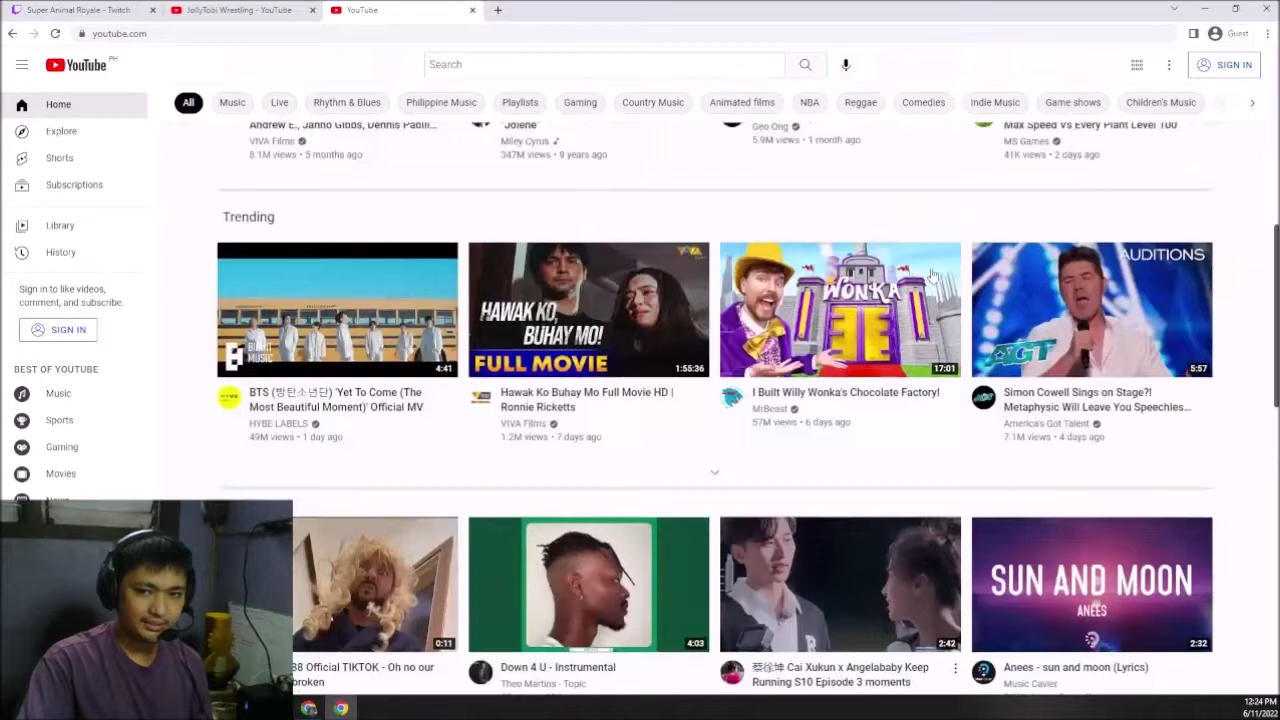 Super Animal Royale - Twitch
JollyTobi Wrestling - YouTube
YouTube
youtube.com
Guest
YouTube PH
Search
SIGN IN
All
Music
Live
Rhythm & Blues
Philippine Music
Playlists
Gaming
Country Music
Animated films
NBA
Reggae
Comedies
Indie Music
Game shows
Children's Music
Home
Explore
Shorts
Subscriptions
Library
History
Sign in to like videos,
comment, and subscribe.
SIGN IN
BEST OF YOUTUBE
Music
Sports
Gaming
Movies
Andrew E., Janno Gibbs, Dennis Padill...
VIVA Films
8.1M views • 5 months ago
"Jolene"
Miley Cyrus
347M views • 9 years ago
Geo Ong
5.9M views • 1 month ago
Max Speed Vs Every Plant Level 100
MS Games
41K views • 2 days ago
Trending
4:41
HAWAK KO,
BUHAY MO!
FULL MOVIE
1:55:36
WONKA
17:01
AUDITIONS
AGT
5:57
BTS (방탄소년단) 'Yet To Come (The
Most Beautiful Moment)' Official MV
HYBE LABELS
49M views • 1 day ago
Hawak Ko Buhay Mo Full Movie HD |
Ronnie Ricketts
VIVA Films
1.2M views • 7 days ago
I Built Willy Wonka's Chocolate Factory!
MrBeast
57M views • 6 days ago
Simon Cowell Sings on Stage?!
Metaphysic Will Leave You Speechles...
America's Got Talent
7.1M views • 4 days ago
0:11
4:03
2:42
SUN AND MOON
ANEES
2:32
38 Official TIKTOK - Oh no our
broken
Down 4 U - Instrumental
Theo Martins - Topic
蔡徐坤 Cai Xukun x Angelababy Keep
Running S10 Episode 3 moments
Anees - sun and moon (Lyrics)
Music Cavier
12:24 PM
6/11/2022